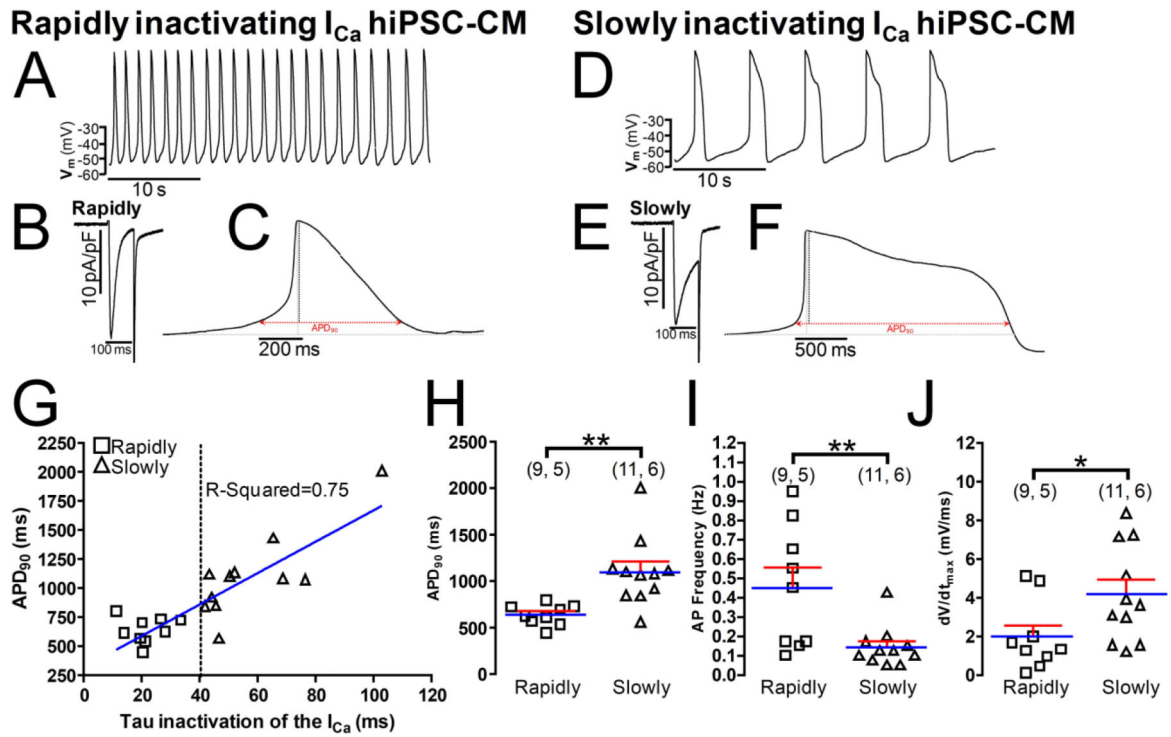 Rapidly inactivating ICa hiPSC-CM
Slowly inactivating ICa hiPSC-CM
A
-30
-40
-50
-60
Vm (mV)
10 s
D
-30
-40
-50
-60
Vm (mV)
10 s
B
Rapidly
10 pA/pF
100 ms
C
APD90
200 ms
E
Slowly
10 pA/pF
100 ms
F
APD90
500 ms
G
Rapidly
Slowly
R-Squared=0.75
2250
2000
1750
1500
1250
1000
750
500
250
APD90 (ms)
0 20 40 60 80 100 120
Tau inactivation of the ICa (ms)
H
**
(9, 5) (11, 6)
2500
2000
1500
1000
500
0
APD90 (ms)
Rapidly Slowly
I
**
(9, 5) (11, 6)
1.2
1.1
1.0
0.9
0.8
0.7
0.6
0.5
0.4
0.3
0.2
0.1
0.0
AP Frequency (Hz)
Rapidly Slowly
J
*
(9, 5) (11, 6)
12
10
8
6
4
2
0
dV/dtmax (mV/ms)
Rapidly Slowly